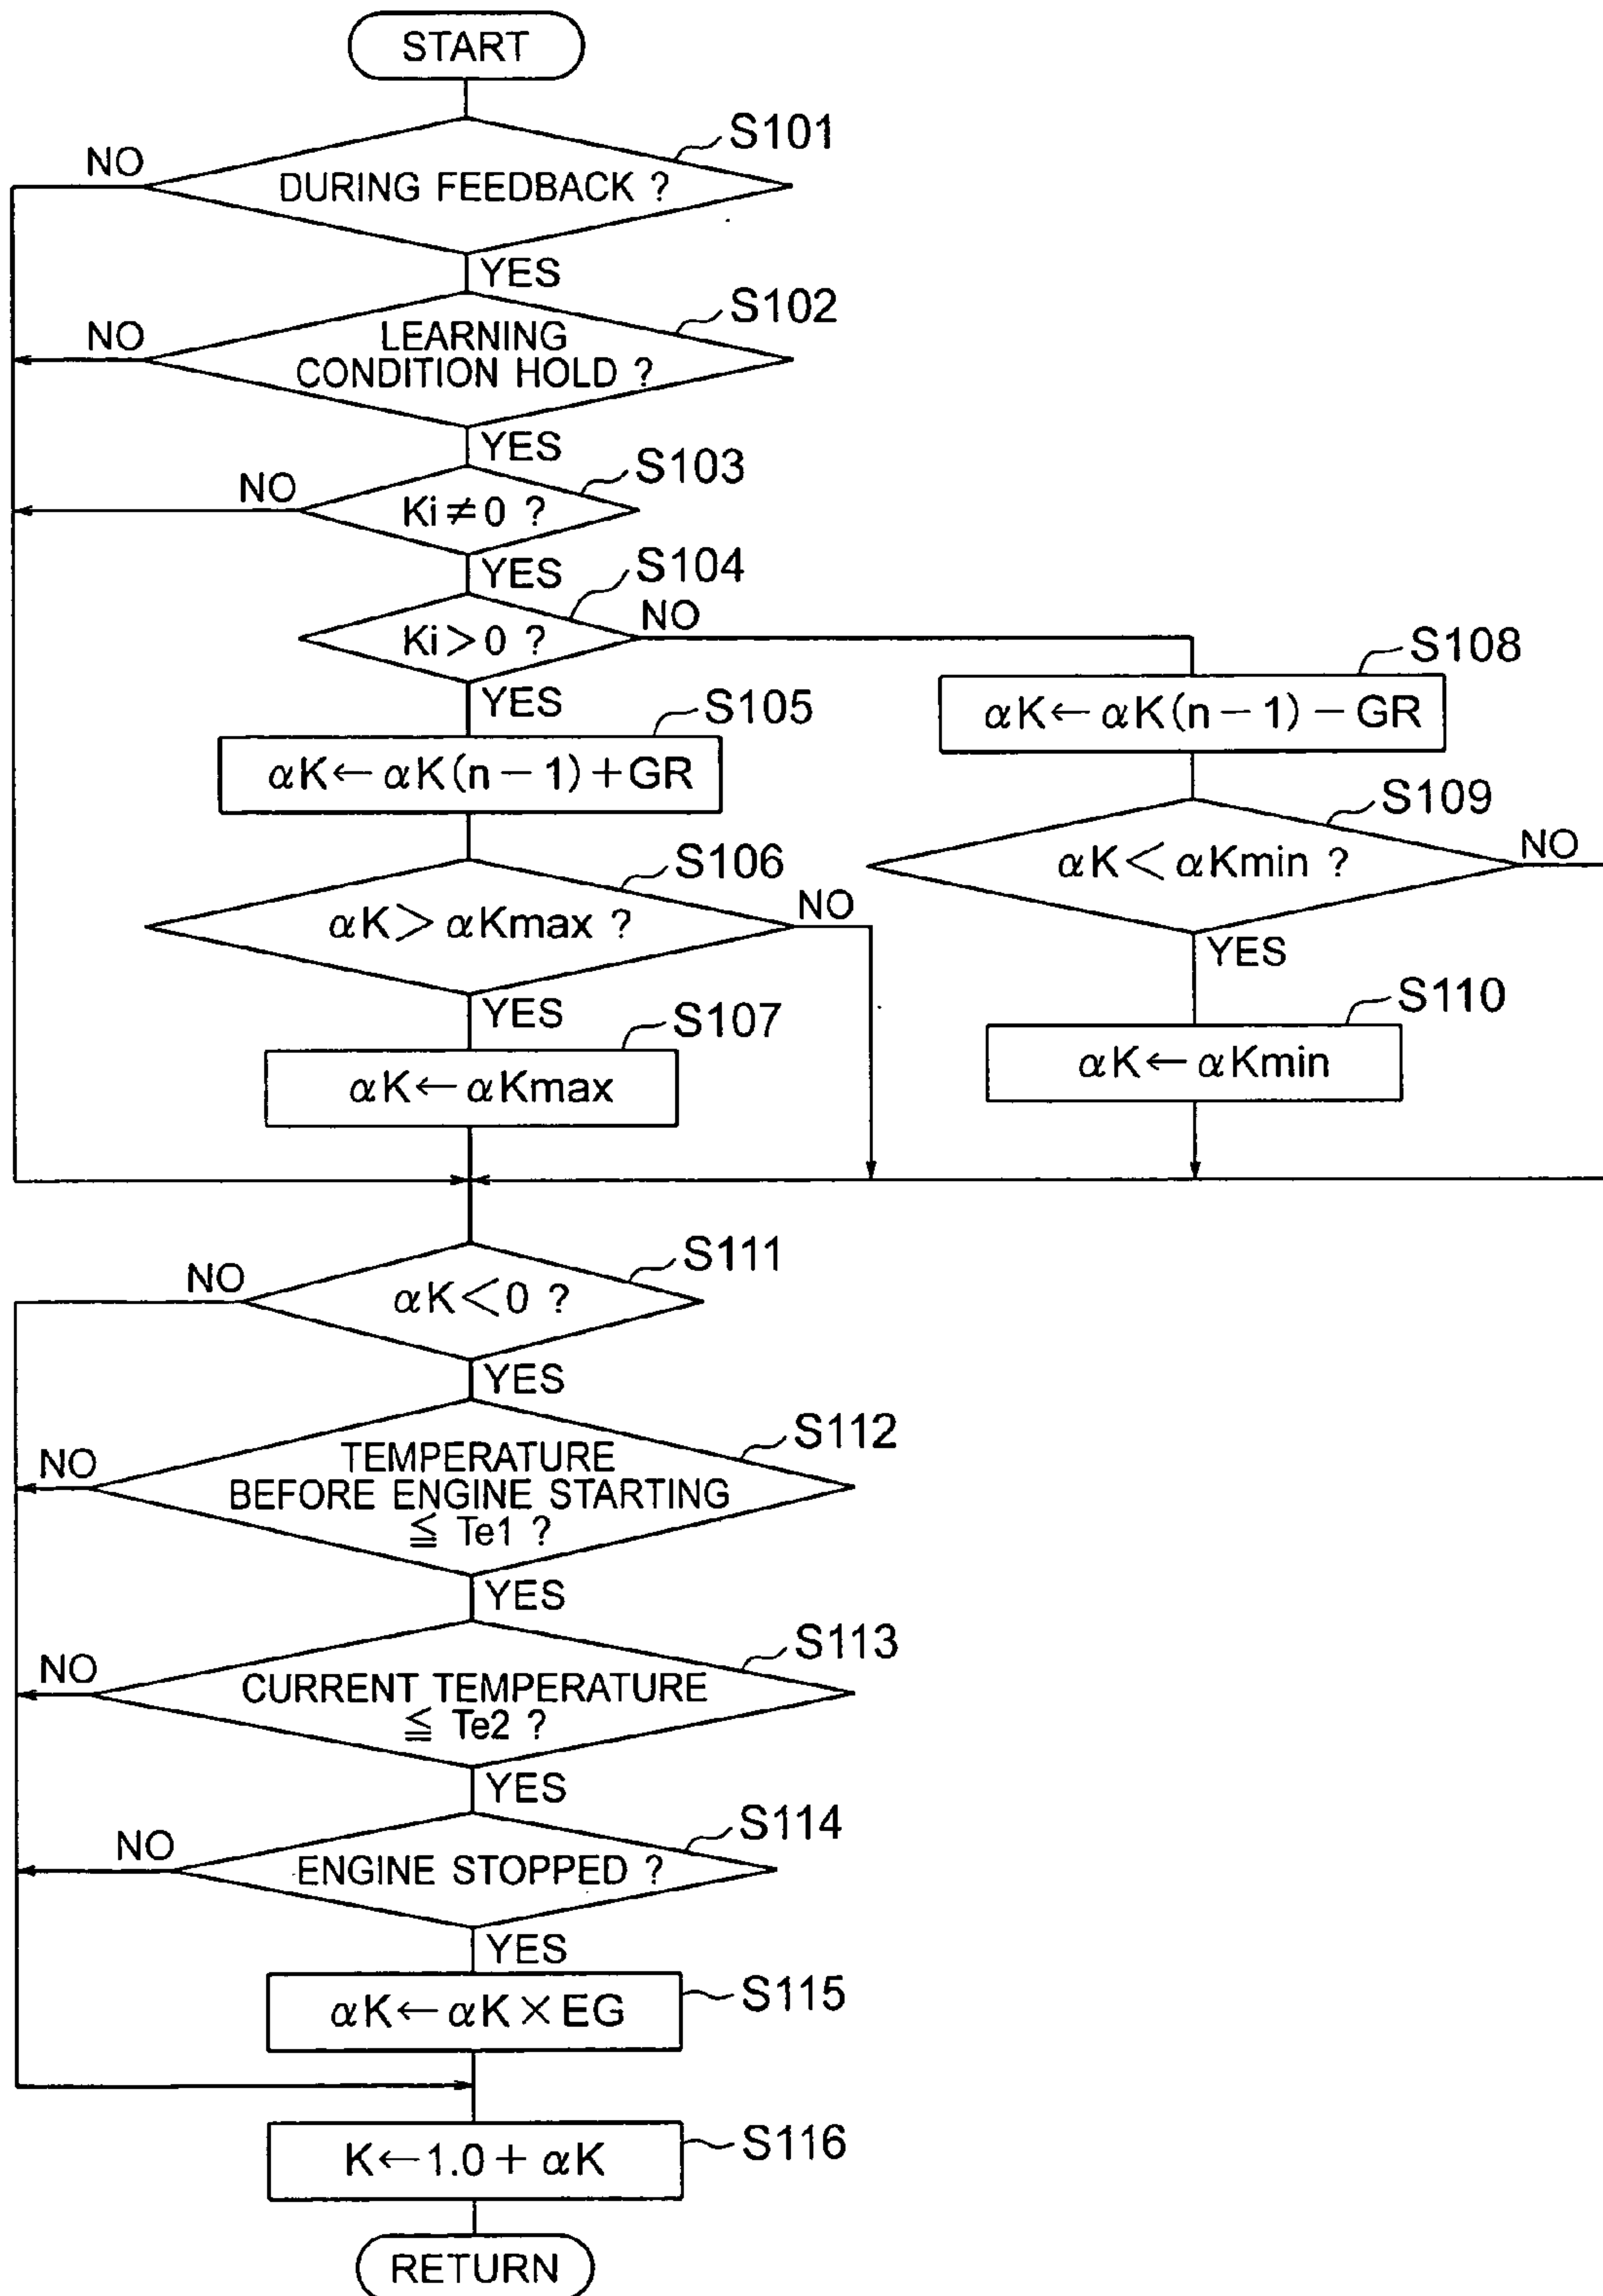 START
S101
NO
DURING FEEDBACK ?
YES
S102
NO
LEARNING
CONDITION HOLD ?
YES
S103
NO
Ki≠0 ?
YES
S104
NO
Ki>0 ?
YES
S108
αK←αK(n−1)−GR
S105
αK←αK(n−1)+GR
S109
NO
αK<αKmin ?
YES
S106
NO
αK>αKmax ?
YES
S110
αK←αKmin
S107
αK←αKmax
S111
NO
αK<0 ?
YES
S112
NO
TEMPERATURE
BEFORE ENGINE STARTING
≦ Te1 ?
YES
S113
NO
CURRENT TEMPERATURE
≦ Te2 ?
YES
S114
NO
ENGINE STOPPED ?
YES
S115
αK←αK×EG
S116
K←1.0+αK
RETURN